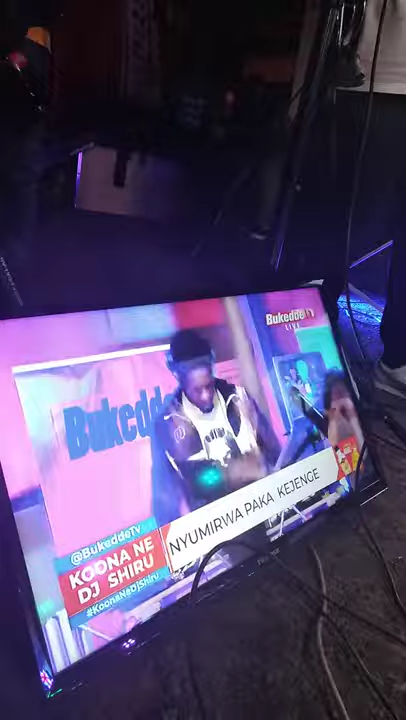 BukeddeTV
LIVE
Bukedde
@BukeddeTv
KOONA NE
DJ SHIRU
NYUMIRWA PAKA KEJENGE
#KoonaNeDjShiru